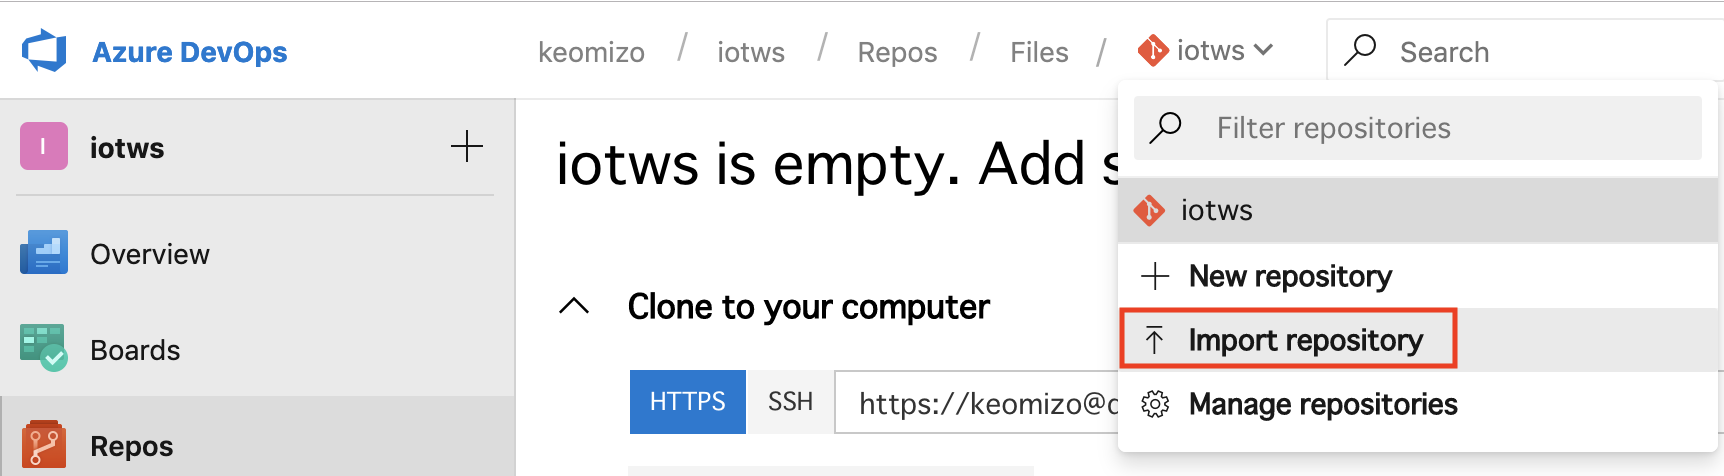 Azure DevOps
keomizo / iotws / Repos / Files / iotws
Search
I
iotws
Overview
Boards
Repos
iotws is empty. Add
Clone to your computer
HTTPS
SSH
https://keomizo@
Filter repositories
iotws
New repository
Import repository
Manage repositories